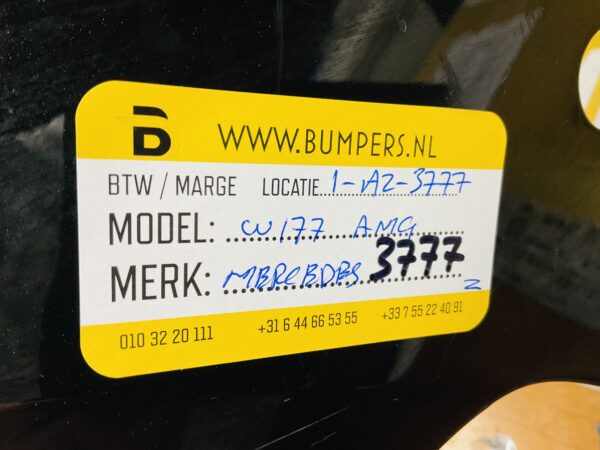 B WWW.BUMPERS.NL
BTW / MARGE LOCATIE 1-A2-3777
MODEL: W177 AMG
MERK: MERCEDES 3777
010 32 20 111 +31 6 44 66 53 55 +33 7 55 22 40 91